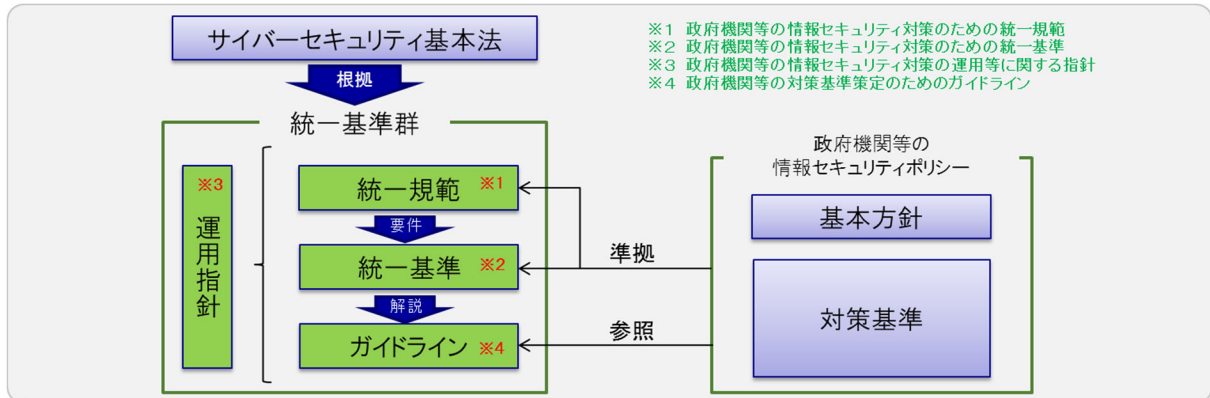 サイバーセキュリティ基本法
※1 政府機関等の情報セキュリティ対策のための統一規範
※2 政府機関等の情報セキュリティ対策のための統一基準
※3 政府機関等の情報セキュリティ対策の運用等に関する指針
※4 政府機関等の対策基準策定のためのガイドライン
根拠
統一基準群
※3
運用指針
統一規範 ※1
要件
統一基準 ※2
解説
ガイドライン ※4
準拠
参照
政府機関等の
情報セキュリティポリシー
基本方針
対策基準